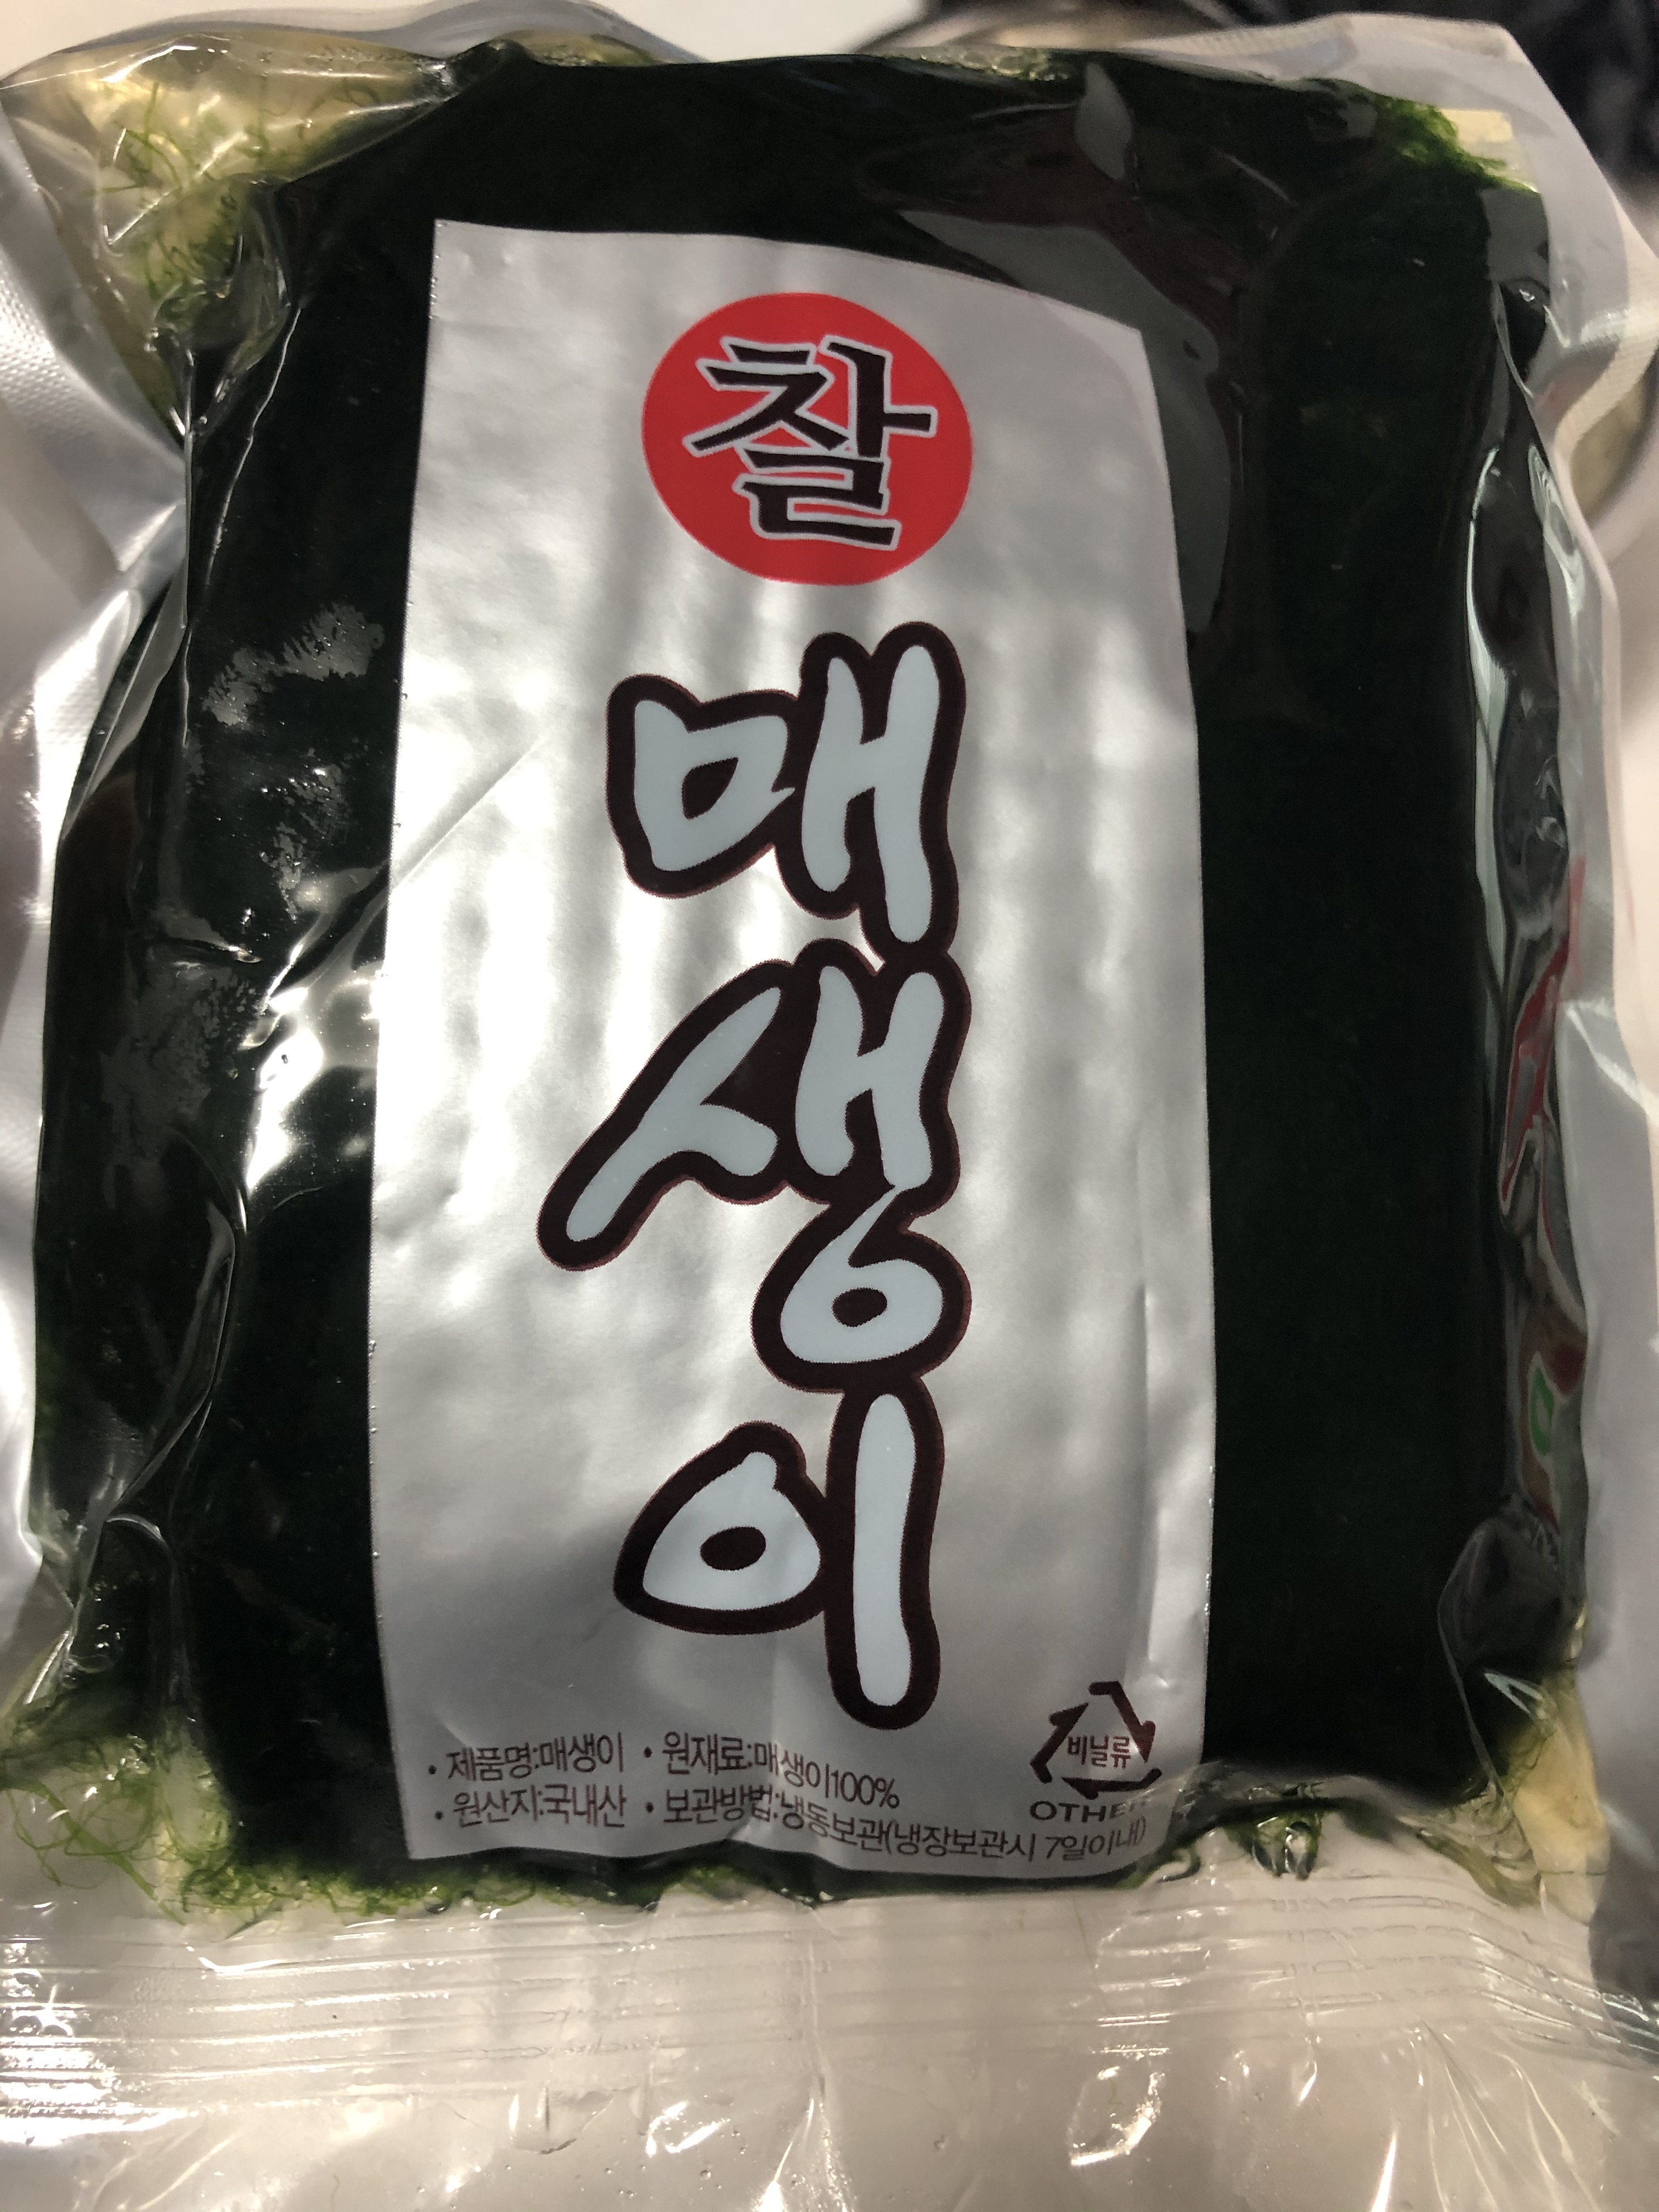 찰
매
생
이
• 제품명:매생이 • 원재료:매생이100%
• 원산지:국내산 • 보관방법:냉동보관(냉장보관시 7일이내)
비닐류
OTHER